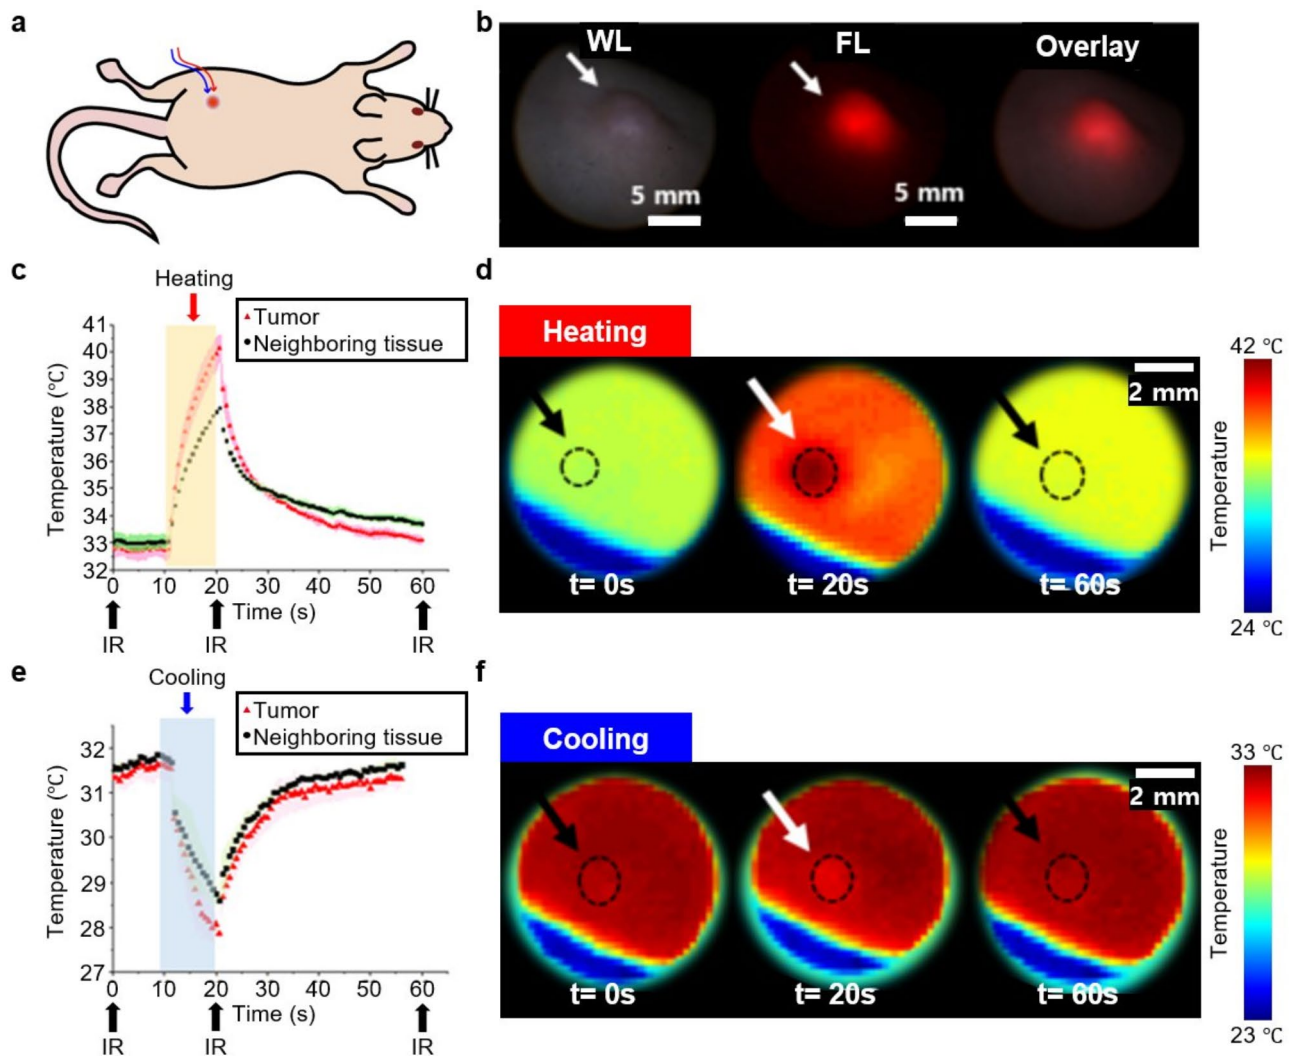 a
b
WL
FL
Overlay
5 mm
5 mm
c
Heating
Tumor
Neighboring tissue
Temperature (℃)
41
40
39
38
37
36
35
34
33
32
0
10
20
30
40
50
60
Time (s)
IR
IR
IR
d
Heating
2 mm
t= 0s
t= 20s
t= 60s
42 ℃
Temperature
24 ℃
e
Cooling
Tumor
Neighboring tissue
Temperature (℃)
32
31
30
29
28
27
0
10
20
30
40
50
60
Time (s)
IR
IR
IR
f
Cooling
2 mm
t= 0s
t= 20s
t= 60s
33 ℃
Temperature
23 ℃